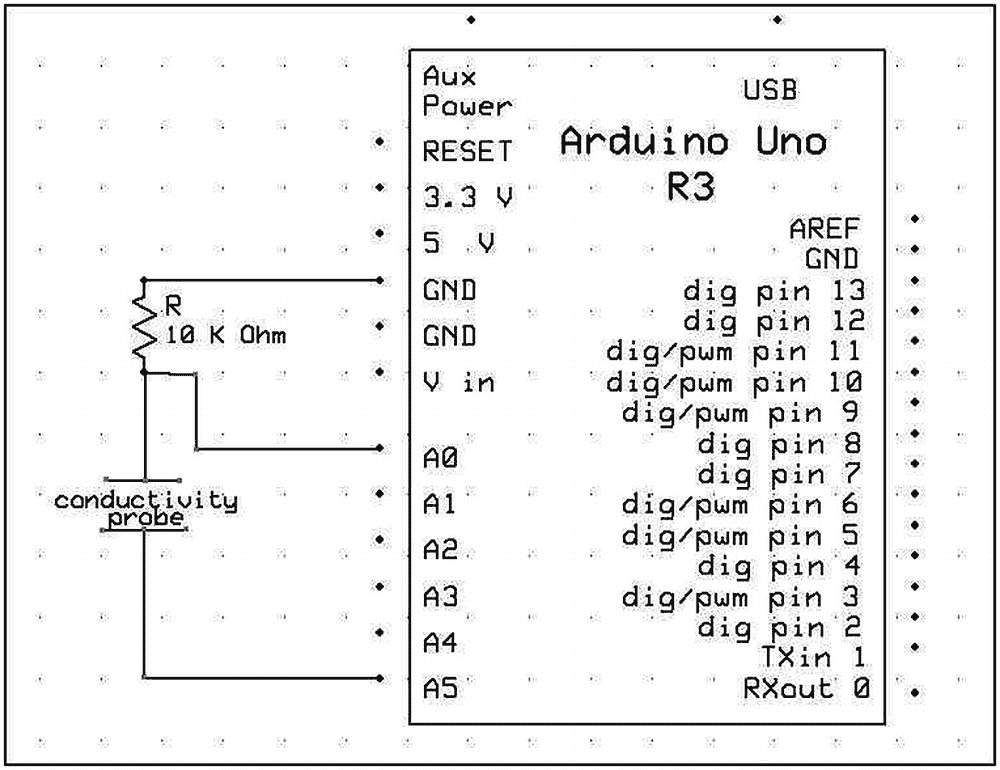 Aux
Power
USB
Arduino Uno
R3
RESET
3.3 V
5 V
GND
GND
V in
A0
A1
A2
A3
A4
A5
AREF
GND
dig pin 13
dig pin 12
dig/pwm pin 11
dig/pwm pin 10
dig/pwm pin 9
dig pin 8
dig pin 7
dig/pwm pin 6
dig/pwm pin 5
dig pin 4
dig/pwm pin 3
dig pin 2
TXin 1
RXout 0
R
10 K Ohm
conductivity
probe